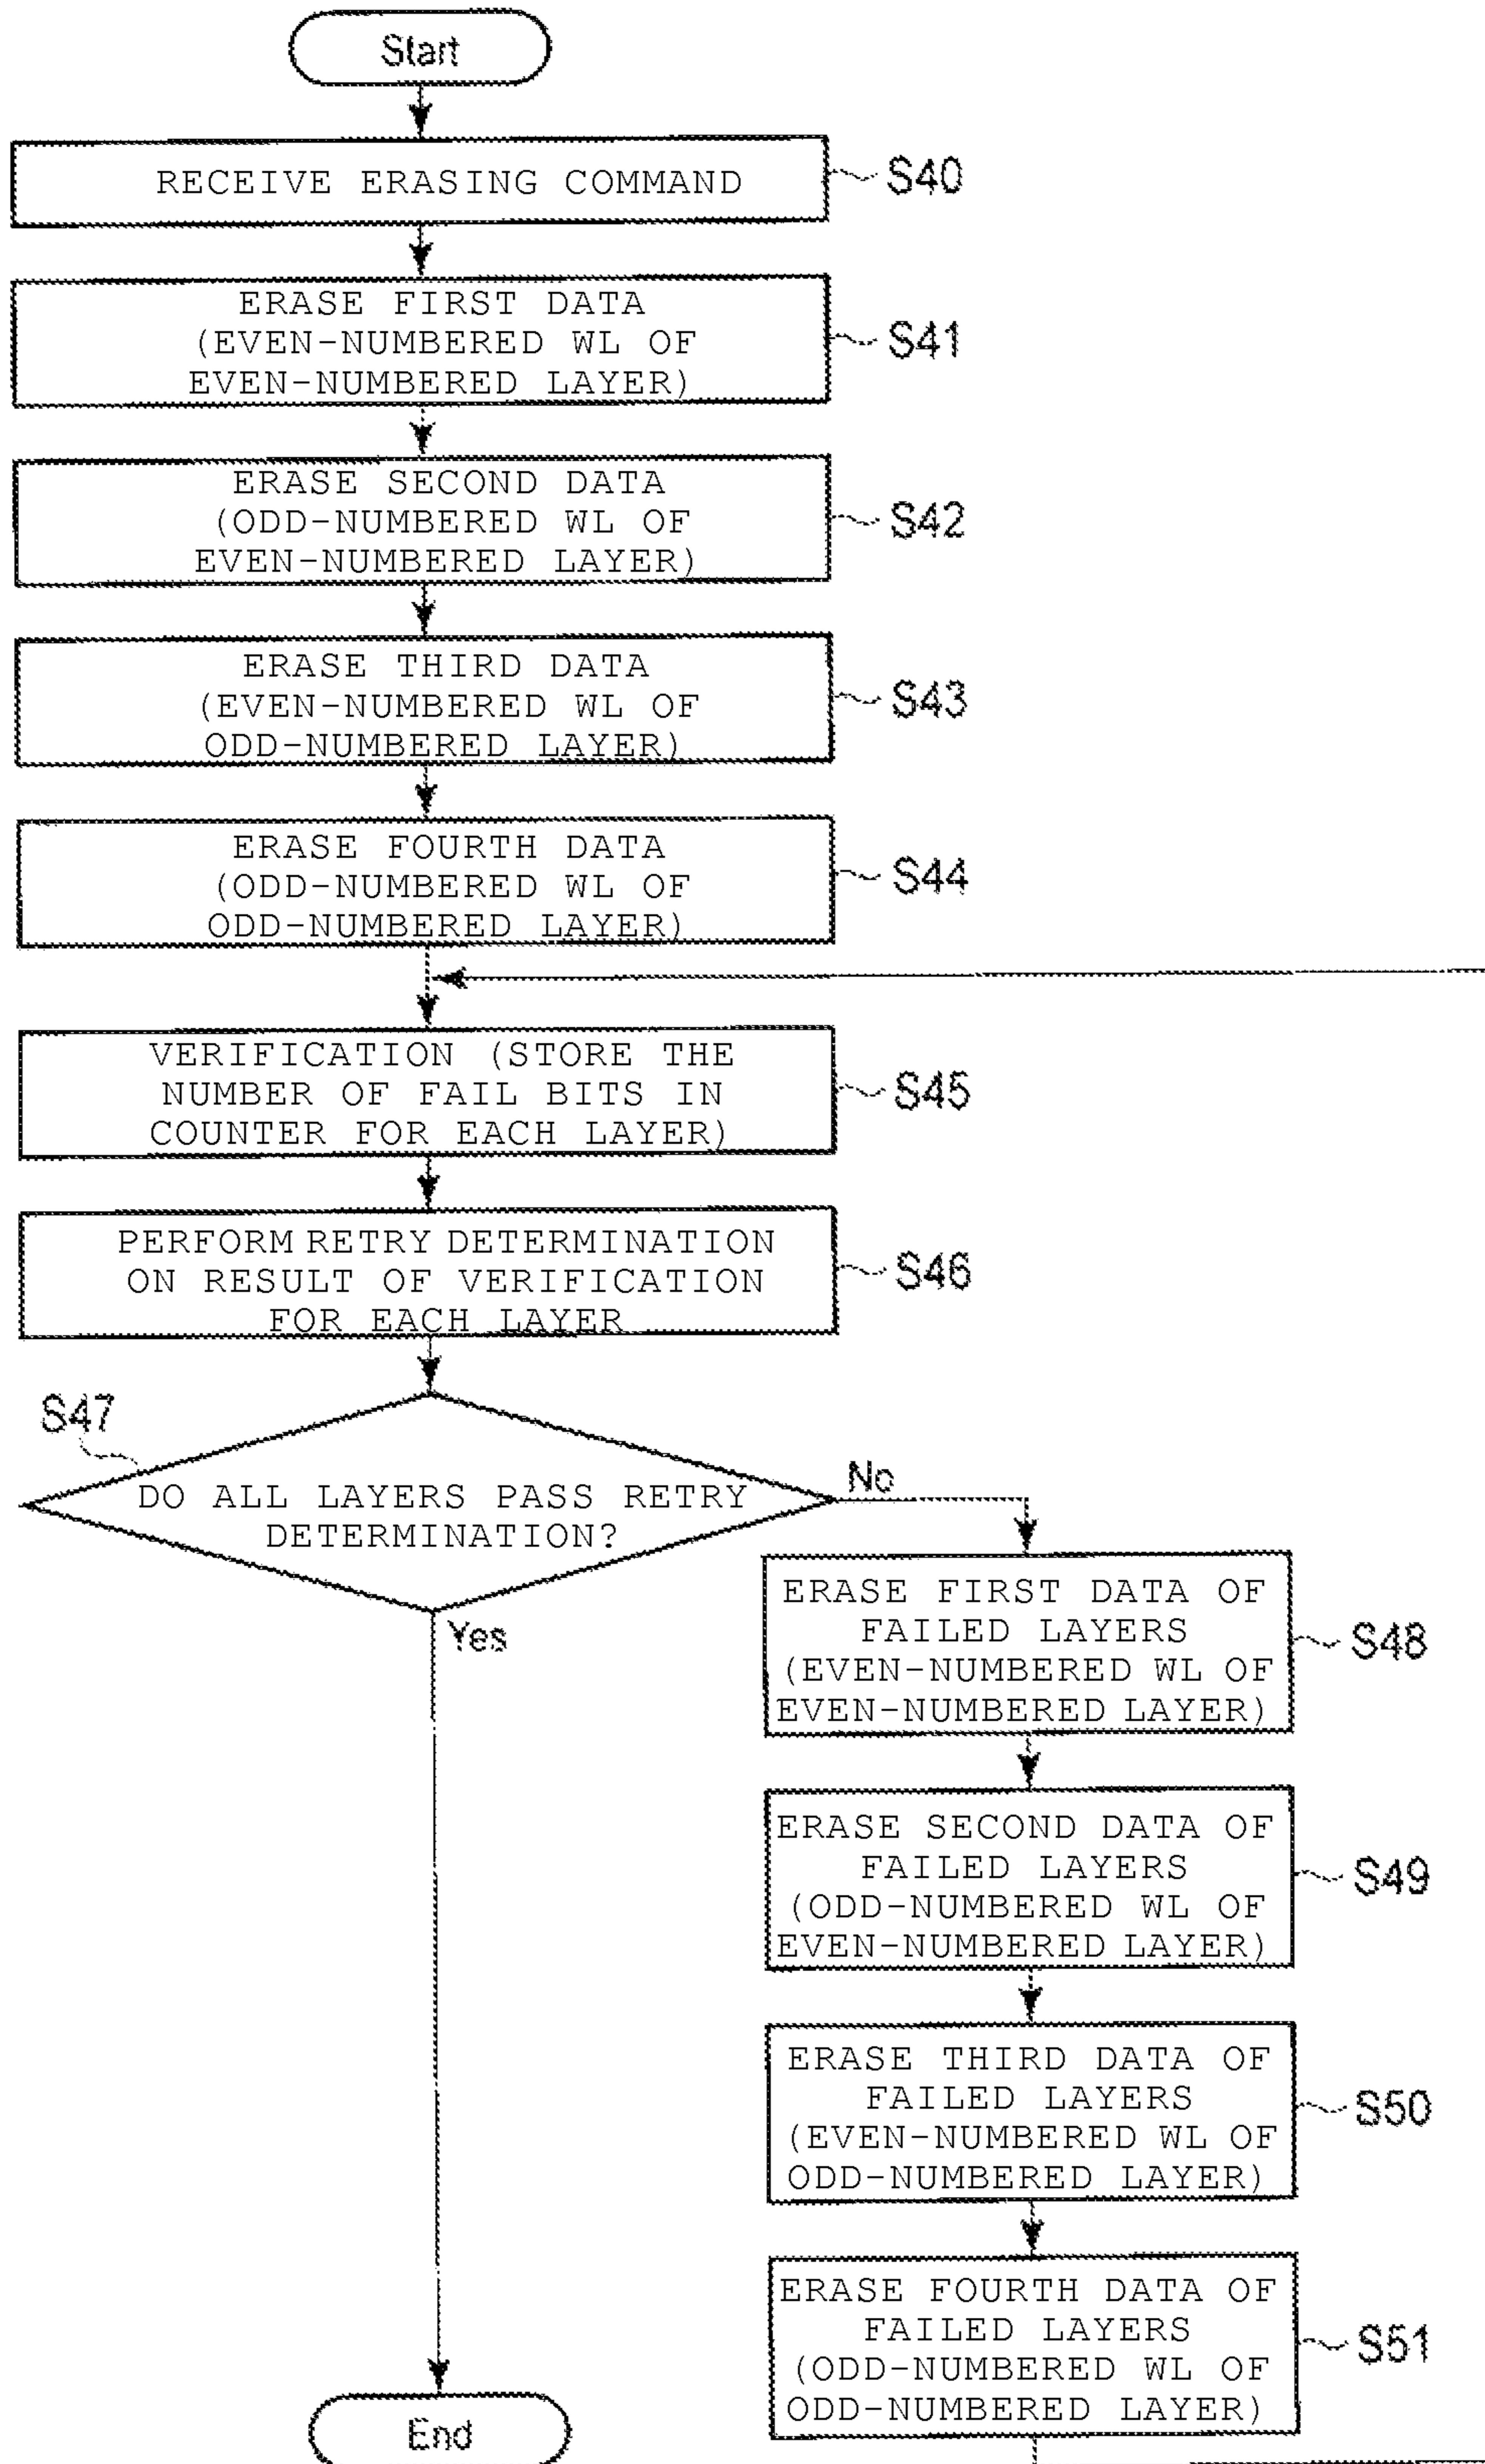 Start
RECEIVE ERASING COMMAND
S40
ERASE FIRST DATA
(EVEN-NUMBERED WL OF
EVEN-NUMBERED LAYER)
S41
ERASE SECOND DATA
(ODD-NUMBERED WL OF
EVEN-NUMBERED LAYER)
S42
ERASE THIRD DATA
(EVEN-NUMBERED WL OF
ODD-NUMBERED LAYER)
S43
ERASE FOURTH DATA
(ODD-NUMBERED WL OF
ODD-NUMBERED LAYER)
S44
VERIFICATION (STORE THE
NUMBER OF FAIL BITS IN
COUNTER FOR EACH LAYER)
S45
PERFORM RETRY DETERMINATION
ON RESULT OF VERIFICATION
FOR EACH LAYER
S46
S47
DO ALL LAYERS PASS RETRY
DETERMINATION?
No
Yes
ERASE FIRST DATA OF
FAILED LAYERS
(EVEN-NUMBERED WL OF
EVEN-NUMBERED LAYER)
S48
ERASE SECOND DATA OF
FAILED LAYERS
(ODD-NUMBERED WL OF
EVEN-NUMBERED LAYER)
S49
ERASE THIRD DATA OF
FAILED LAYERS
(EVEN-NUMBERED WL OF
ODD-NUMBERED LAYER)
S50
ERASE FOURTH DATA OF
FAILED LAYERS
(ODD-NUMBERED WL OF
ODD-NUMBERED LAYER)
S51
End